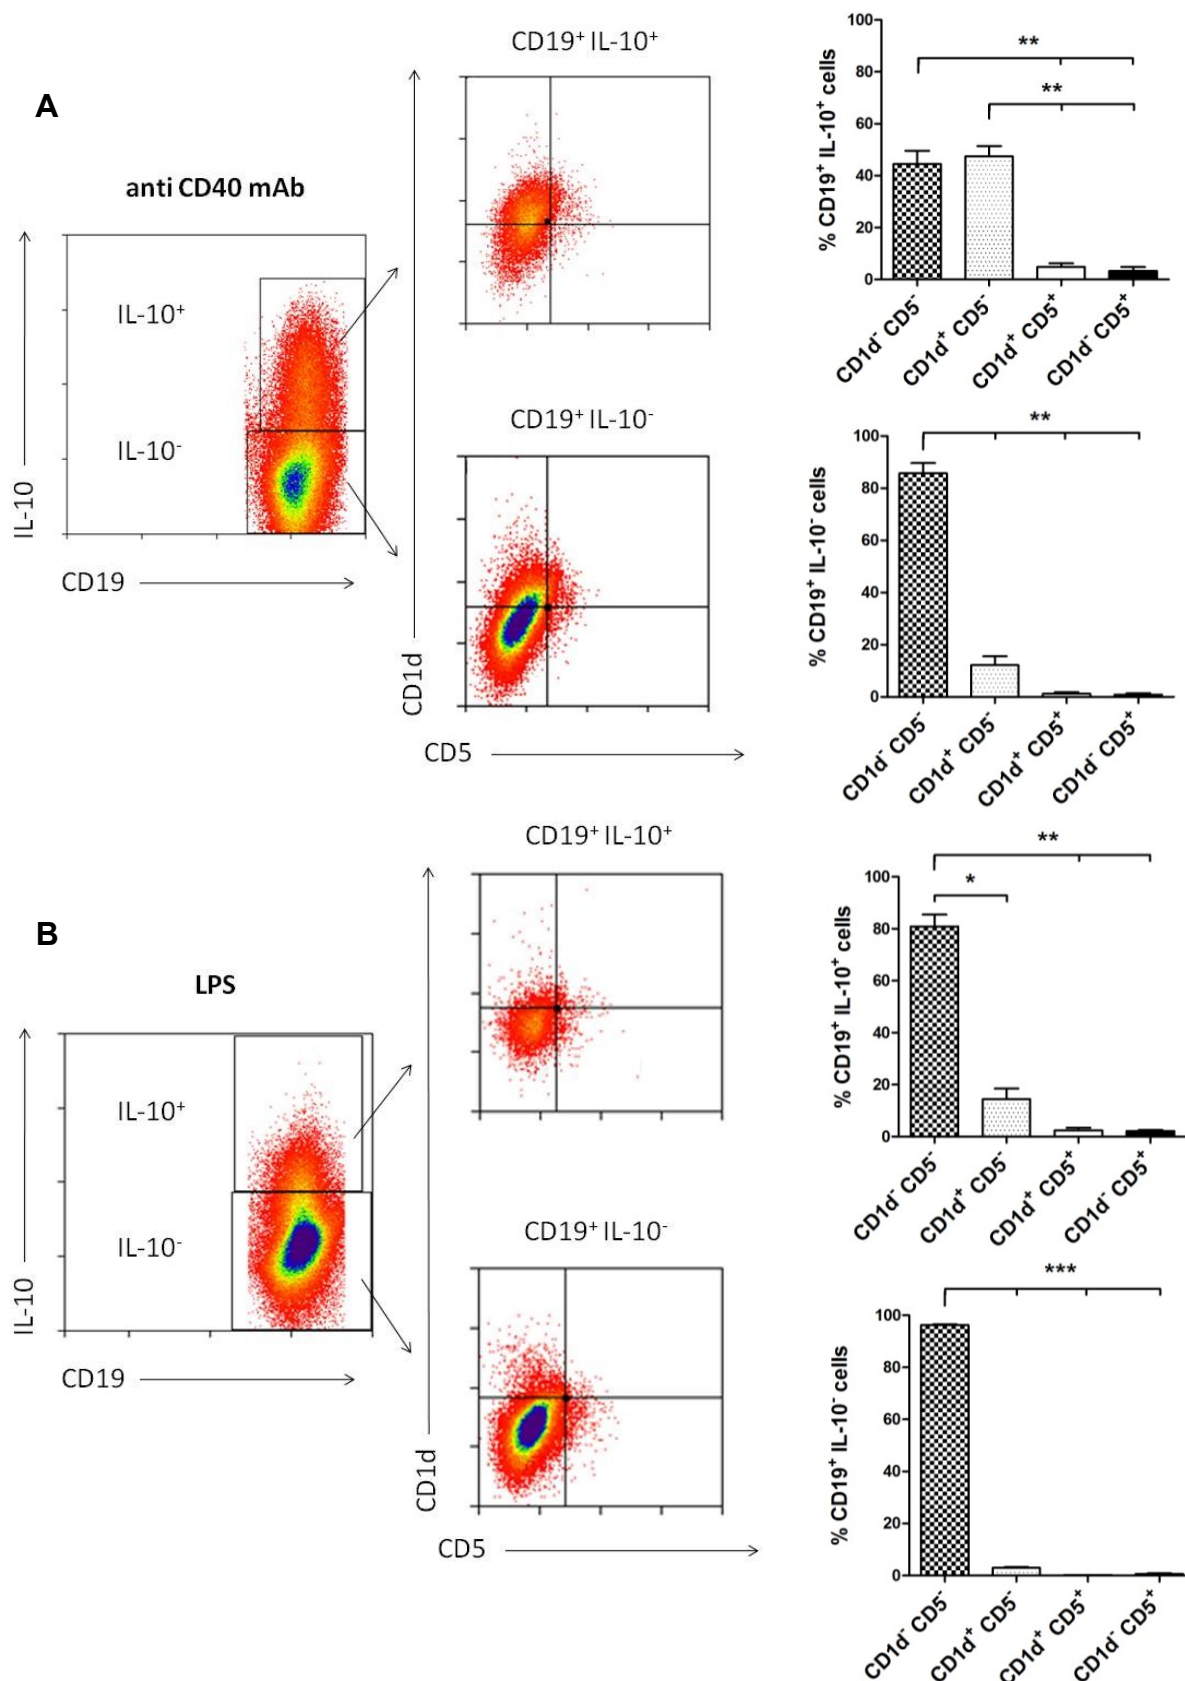 A
anti CD40 mAb
IL-10⁺
IL-10⁻
IL-10
CD19
CD19⁺ IL-10⁺
CD19⁺ IL-10⁻
CD1d
CD5
% CD19⁺ IL-10⁺ cells
100
80
60
40
20
0
**
**
CD1d⁻ CD5⁻
CD1d⁺ CD5⁻
CD1d⁺ CD5⁺
CD1d⁻ CD5⁺
% CD19⁺ IL-10⁻ cells
100
80
60
40
20
0
**
CD1d⁻ CD5⁻
CD1d⁺ CD5⁻
CD1d⁺ CD5⁺
CD1d⁻ CD5⁺
B
LPS
IL-10⁺
IL-10⁻
IL-10
CD19
CD19⁺ IL-10⁺
CD19⁺ IL-10⁻
CD1d
CD5
% CD19⁺ IL-10⁺ cells
100
80
60
40
20
0
**
*
CD1d⁻ CD5⁻
CD1d⁺ CD5⁻
CD1d⁺ CD5⁺
CD1d⁻ CD5⁺
% CD19⁺ IL-10⁻ cells
100
80
60
40
20
0
***
CD1d⁻ CD5⁻
CD1d⁺ CD5⁻
CD1d⁺ CD5⁺
CD1d⁻ CD5⁺